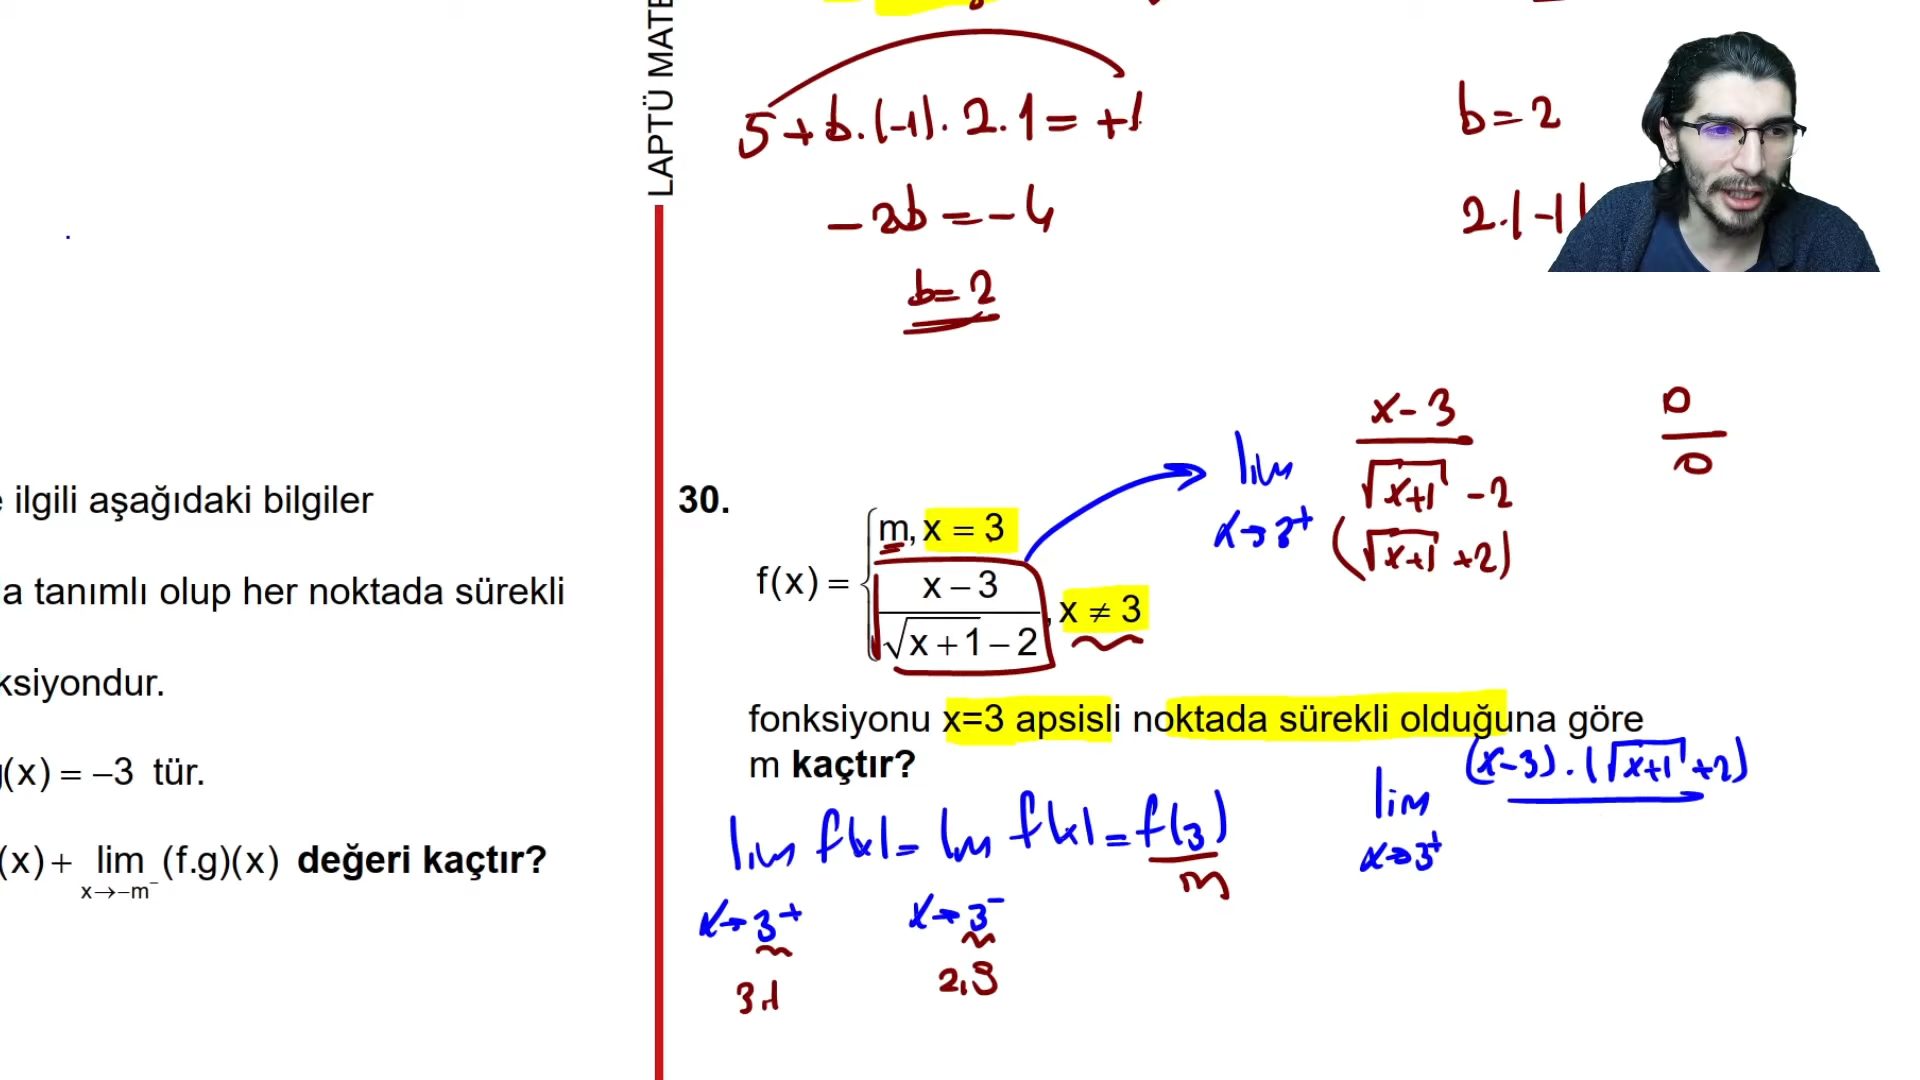 LAPTÜ MATE
5+b.(-1).2.1=+1
-2b=-4
b=2
b=2
2.(-1)
ilgili aşağıdaki bilgiler
a tanımlı olup her noktada sürekli
ksiyondur.
(x) = −3 tür.
(x) + lim (f.g)(x) değeri kaçtır?
x→−m⁻
30.
f(x) = { m, x = 3
x − 3
√x+1 − 2
, x ≠ 3
lim
x→3⁺
x-3
√x+1 -2
(√x+1 +2)
0
0
fonksiyonu x=3 apsisli noktada sürekli olduğuna göre
m kaçtır?
lim f(x) = lim f(x) = f(3)
x→3⁺ x→3⁻ m
3,1 2,9
lim (x-3).(√x+1 +2)
x→3⁺